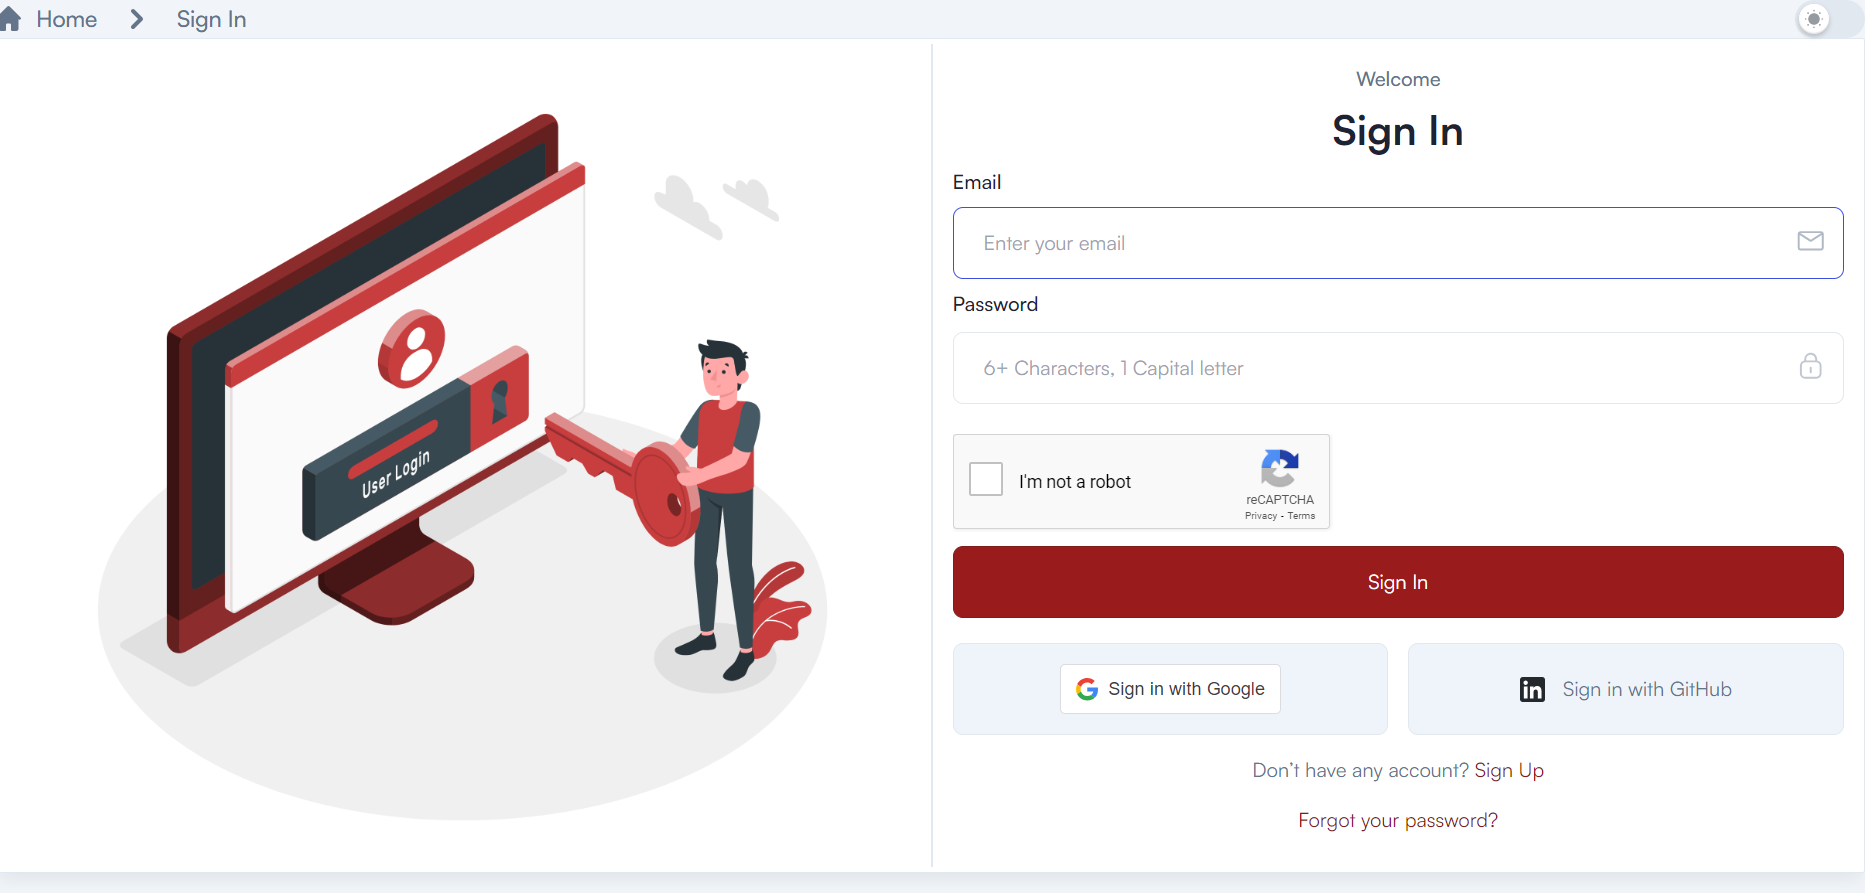 Home Sign In
User Login
Welcome
Sign In
Email
Enter your email
Password
6+ Characters, 1 Capital letter
I'm not a robot
reCAPTCHA
Privacy - Terms
Sign In
Sign in with Google
in Sign in with GitHub
Don't have any account? Sign Up
Forgot your password?